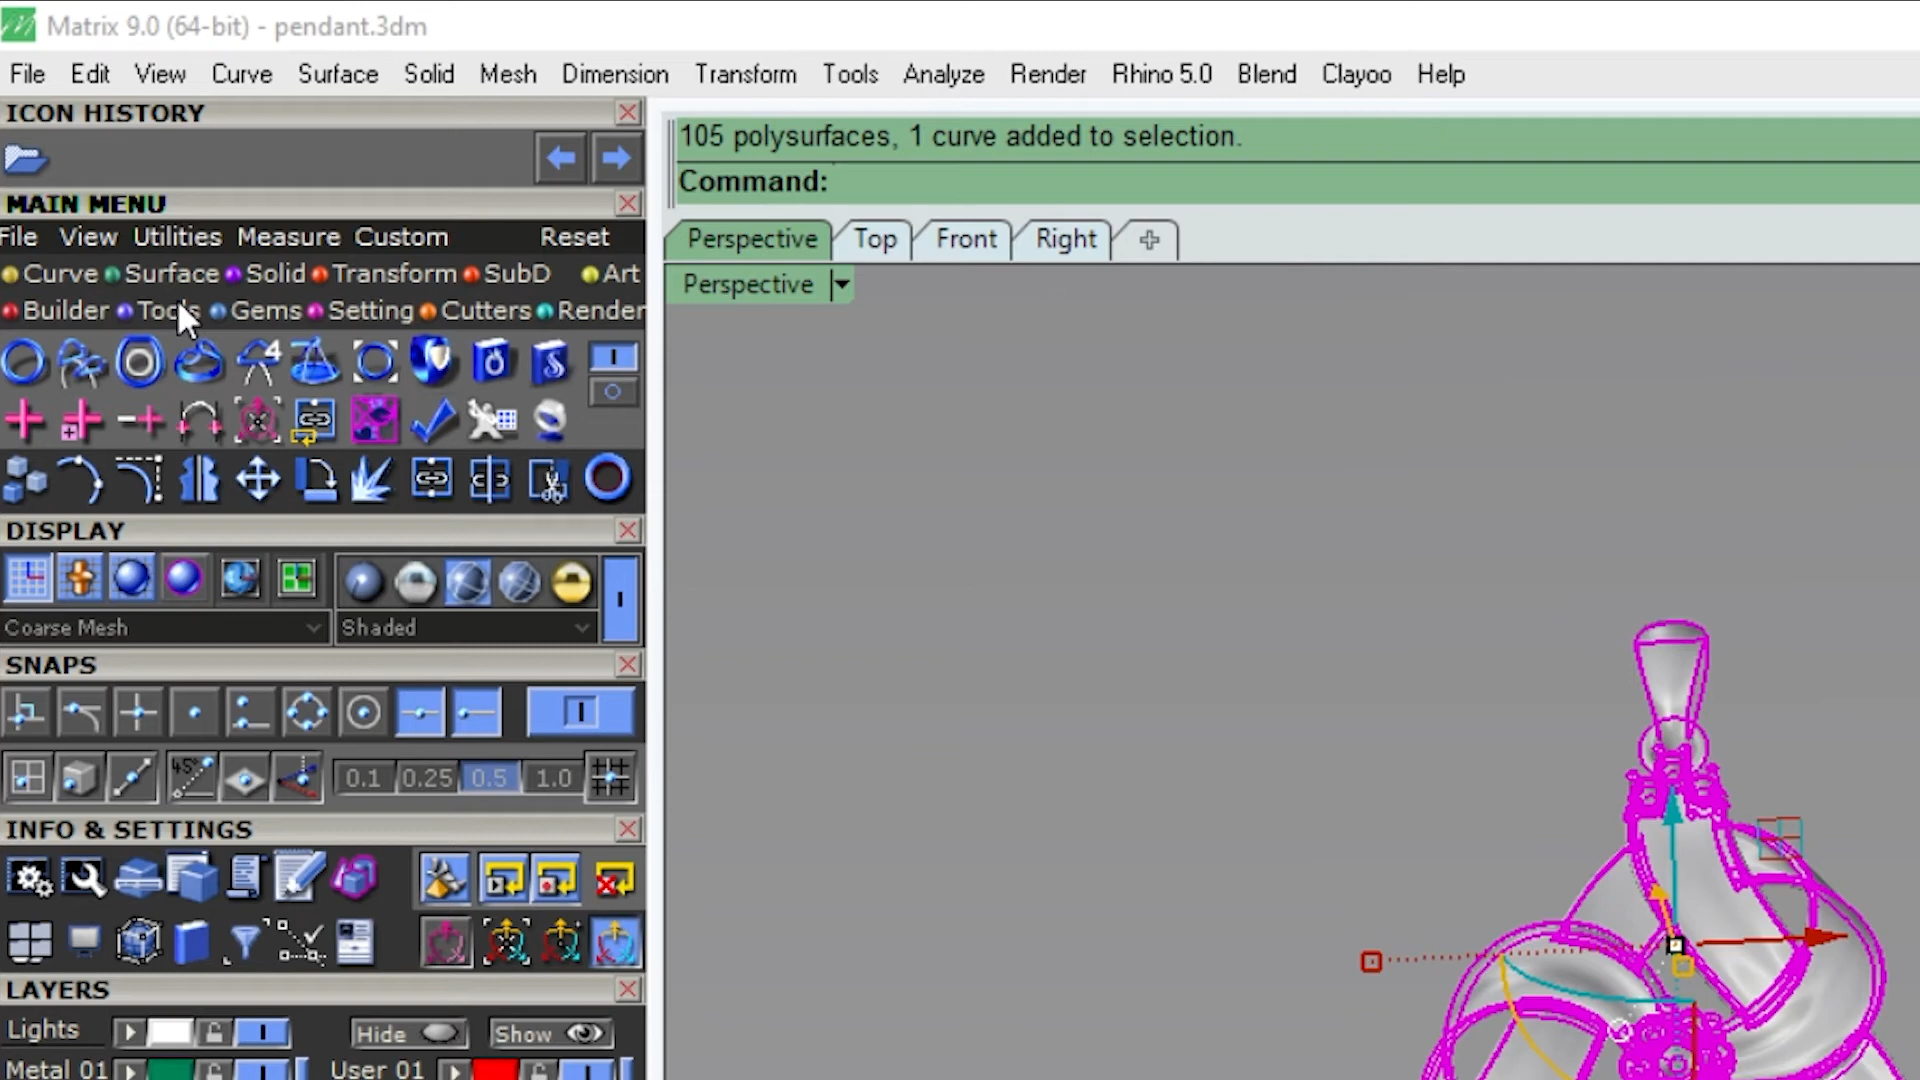 Matrix 9.0 (64-bit) - pendant.3dm
File Edit View Curve Surface Solid Mesh Dimension Transform Tools Analyze Render Rhino 5.0 Blend Clayoo Help
ICON HISTORY
105 polysurfaces, 1 curve added to selection.
Command:
MAIN MENU
File View Utilities Measure Custom Reset
Curve Surface Solid Transform SubD Art
Builder Tools Gems Setting Cutters Render
Perspective Top Front Right
Perspective
4
DISPLAY
Coarse Mesh Shaded
SNAPS
45° 0.1 0.25 0.5 1.0
INFO & SETTINGS
LAYERS
Lights Hide Show
Metal 01 User 01